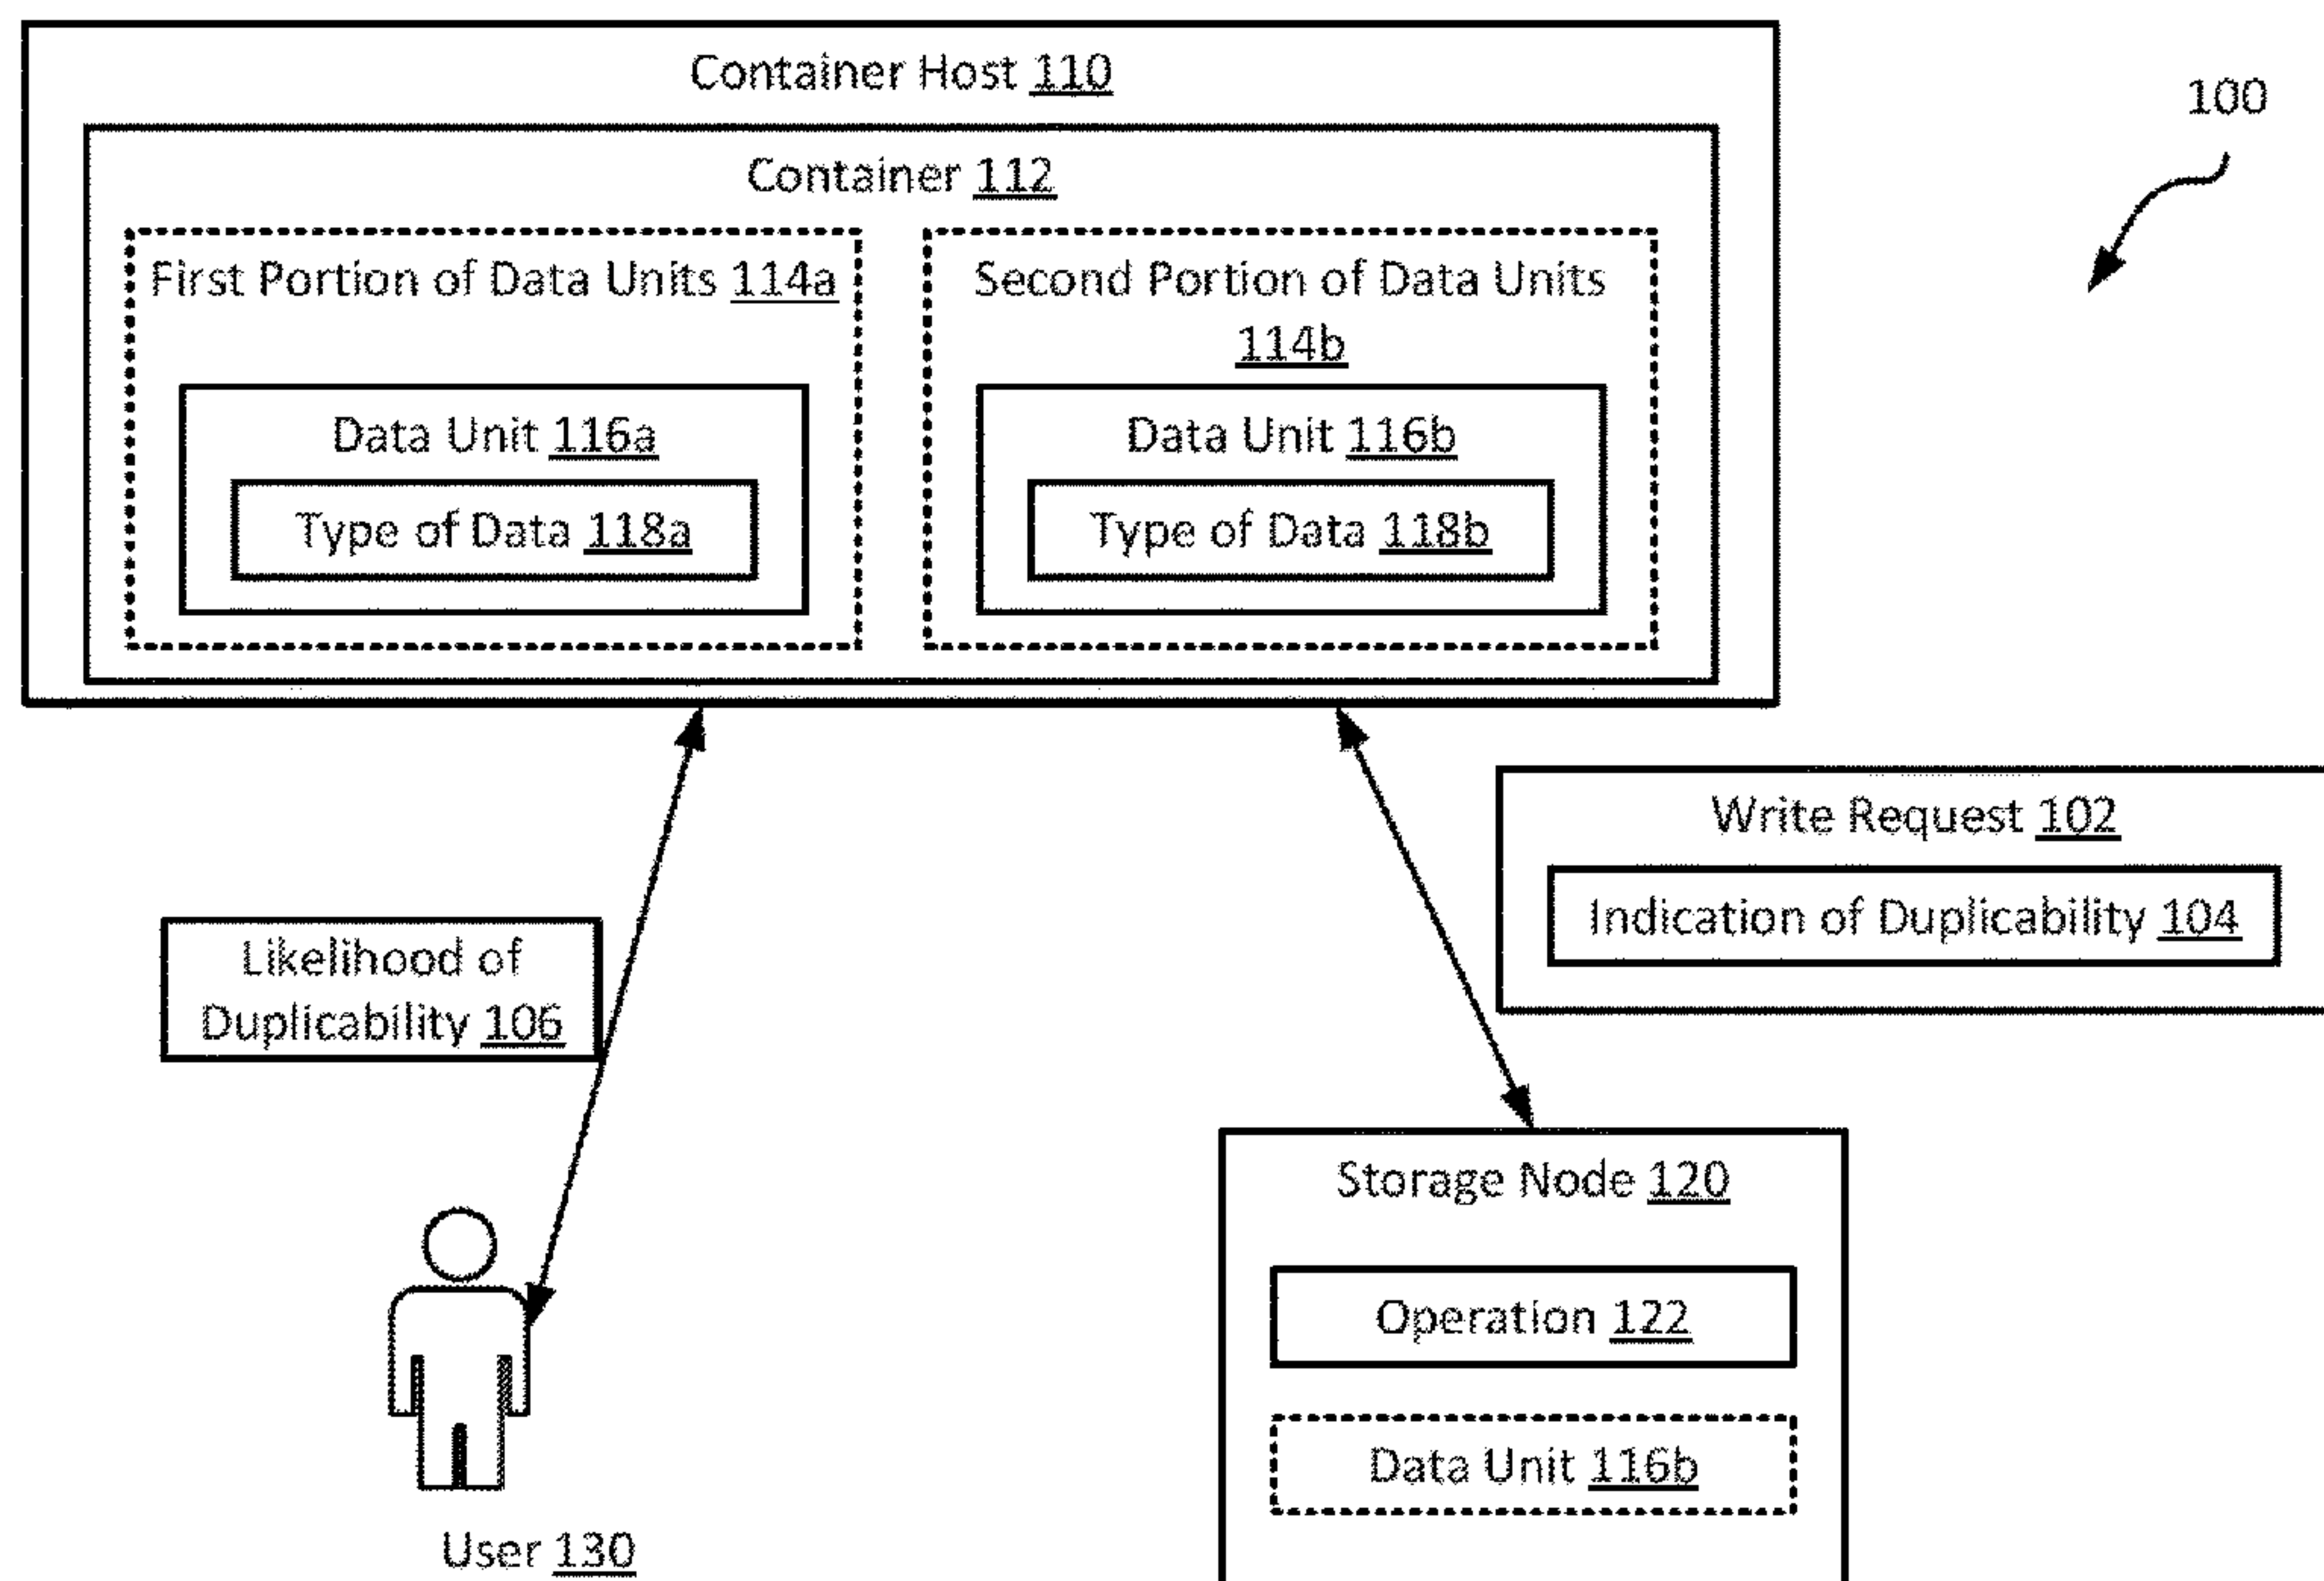 Container Host 110
100
Container 112
First Portion of Data Units 114a
Second Portion of Data Units
114b
Data Unit 116a
Data Unit 116b
Type of Data 118a
Type of Data 118b
Write Request 102
Indication of Duplicability 104
Likelihood of
Duplicability 106
Storage Node 120
Operation 122
Data Unit 116b
User 130